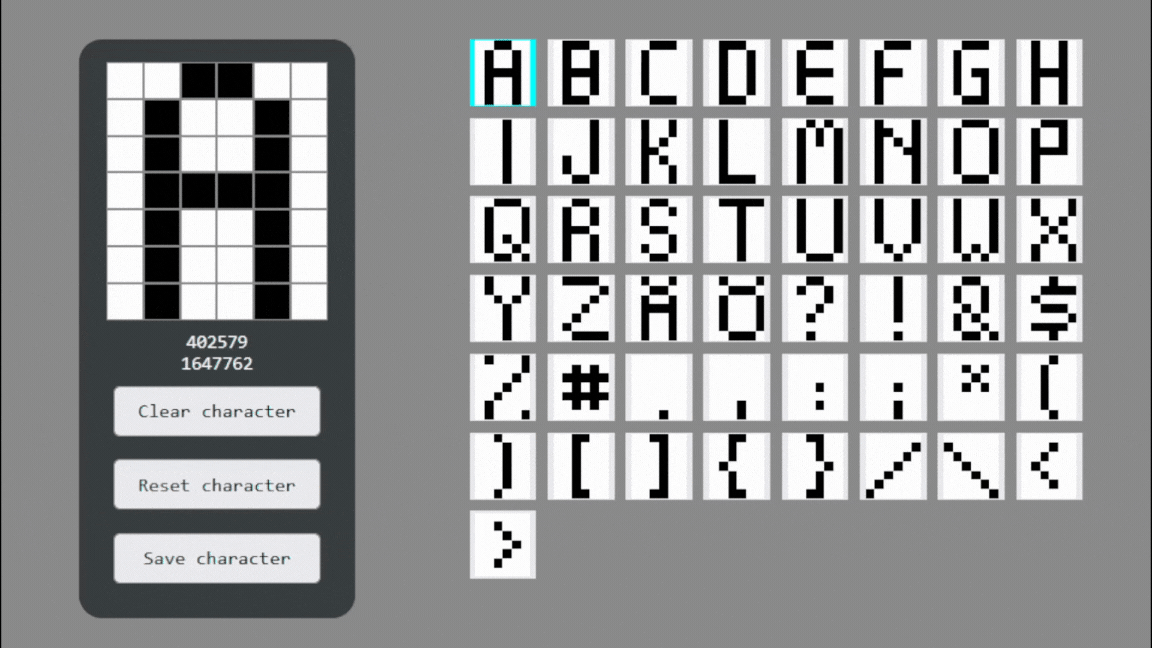 402579
1647762
Clear character
Reset character
Save character
A B C D E F G H
I J K L M N O P
Q R S T U V W X
Y Z Ä Ö ? ! & $
% # . , : ; * (
) [ ] { } / \ <
>